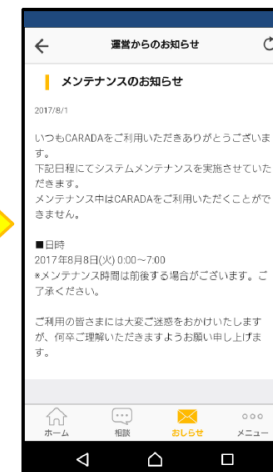 運営からのお知らせ
メンテナンスのお知らせ
2017/8/1
いつもCARADAをご利用いただきありがとうございま
す。
下記日程にてシステムメンテナンスを実施させていた
だきます。
メンテナンス中はCARADAをご利用いただくことがで
きません。
■日時
2017年8月8日(火) 0:00～7:00
*メンテナンス時間は前後する場合がございます。ご
了承ください。
ご利用の皆さまには大変ご迷惑をおかけいたします
が、何卒ご理解いただきますようお願い申し上げま
す。
ホーム 相談 おしらせ メニュー